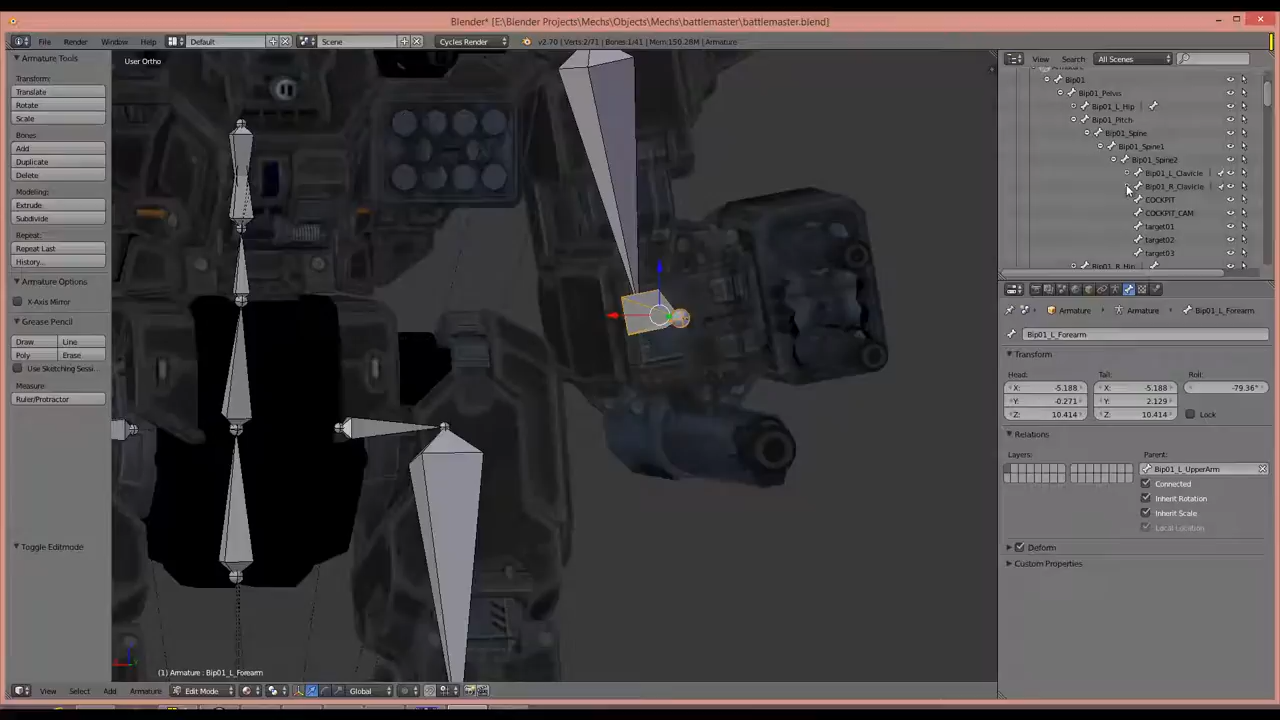 Blender* [E:\Blender Projects\Mechs\Objects\Mechs\battlemaster\battlemaster.blend]
File Render Window Help Default Scene Cycles Render v2.70 | Verts:2/71 | Bones:1/41 | Mem:150.28M | Armature
Armature Tools
Transform:
Translate
Rotate
Scale
Bones:
Add
Duplicate
Delete
Modeling:
Extrude
Subdivide
Repeat:
Repeat Last
History...
Armature Options
X-Axis Mirror
Grease Pencil
Draw Line
Poly Erase
Use Sketching Sessi...
Measure:
Ruler/Protractor
Toggle Editmode
User Ortho
(1) Armature : Bip01_L_Forearm
View Select Add Armature Edit Mode Global
View Search All Scenes
Bip01
Bip01_Pelvis
Bip01_L_Hip
Bip01_Pitch
Bip01_Spine
Bip01_Spine1
Bip01_Spine2
Bip01_L_Clavicle
Bip01_R_Clavicle
COCKPIT
COCKPIT_CAM
target01
target02
target03
Bip01_R_Hip
Armature Armature Bip01_L_Forearm
Bip01_L_Forearm
Transform
Head: Tail: Roll:
X: -5.188 X: -5.188 -79.36°
Y: -0.271 Y: 2.129
Z: 10.414 Z: 10.414 Lock
Relations
Layers: Parent:
Bip01_L_UpperArm
Connected
Inherit Rotation
Inherit Scale
Local Location
Deform
Custom Properties